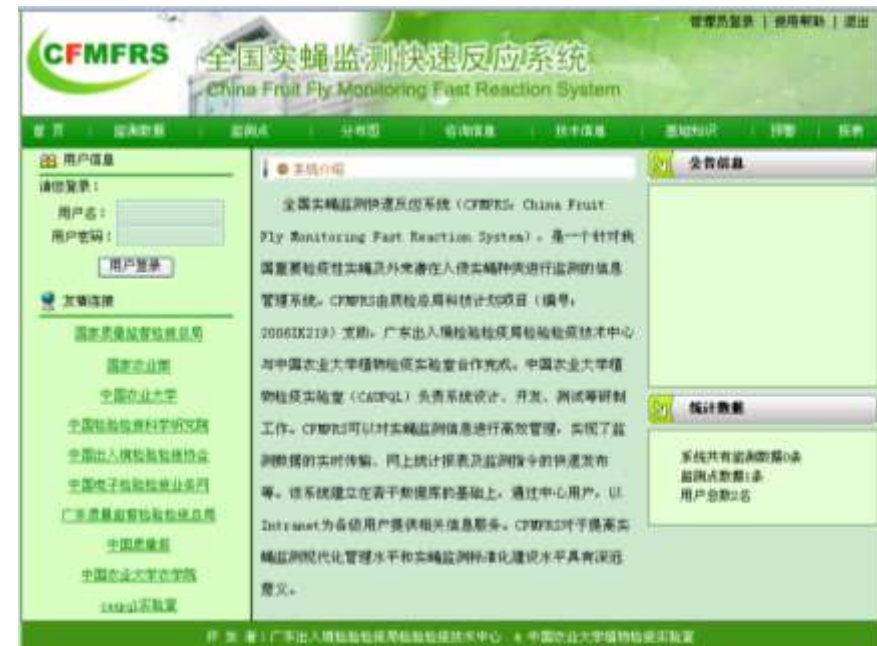 管理员登录 | 使用帮助 | 退出
CFMFRS
全国实蝇监测快速反应系统
China Fruit Fly Monitoring Fast Reaction System
首 页 | 监测数据 | 监测点 | 分布图 | 咨询信息 | 技术信息 | 基础知识 | 预警 | 报表
用户信息
请您登录：
用户名：
用户密码：
用户登录
友情连接
国家质量监督检验总局
国家农业部
中国农业大学
中国检验检疫科学研究院
中国出入境检验检疫协会
中国电子检验检疫业务网
广东质量监督检验检疫总局
中国质量报
中国农业大学农学院
caupql实验室
系统介绍
全国实蝇监测快速反应系统（CFMFRS：China Fruit
Fly Monitoring Fast Reaction System）。是一个针对我
国重要检疫性实蝇及外来潜在入侵实蝇种类进行监测的信息
管理系统。CFMFRS由质检总局科技计划项目（编号：
2006IK219）支助。广东出入境检验检疫局检验检疫技术中心
与中国农业大学植物检疫实验室合作完成。中国农业大学植
物检疫实验室（CAUPQL）负责系统设计、开发、测试等研制
工作。CFMFRS可以对实蝇监测信息进行高效管理，实现了监
测数据的实时传输、网上统计报表及监测指令的快速发布
等。该系统建立在若干数据库的基础上，通过中心用户，以
Intranet为各级用户提供相关信息服务。CFMFRS对于提高实
蝇监测现代化管理水平和实蝇监测标准化建设水平具有深远
意义。
公告信息
统计数据
系统共有监测数据0条
监测点数据1条
用户总数2名
开 发 者：广东出入境检验检疫局检验检疫技术中心 & 中国农业大学植物检疫实验室